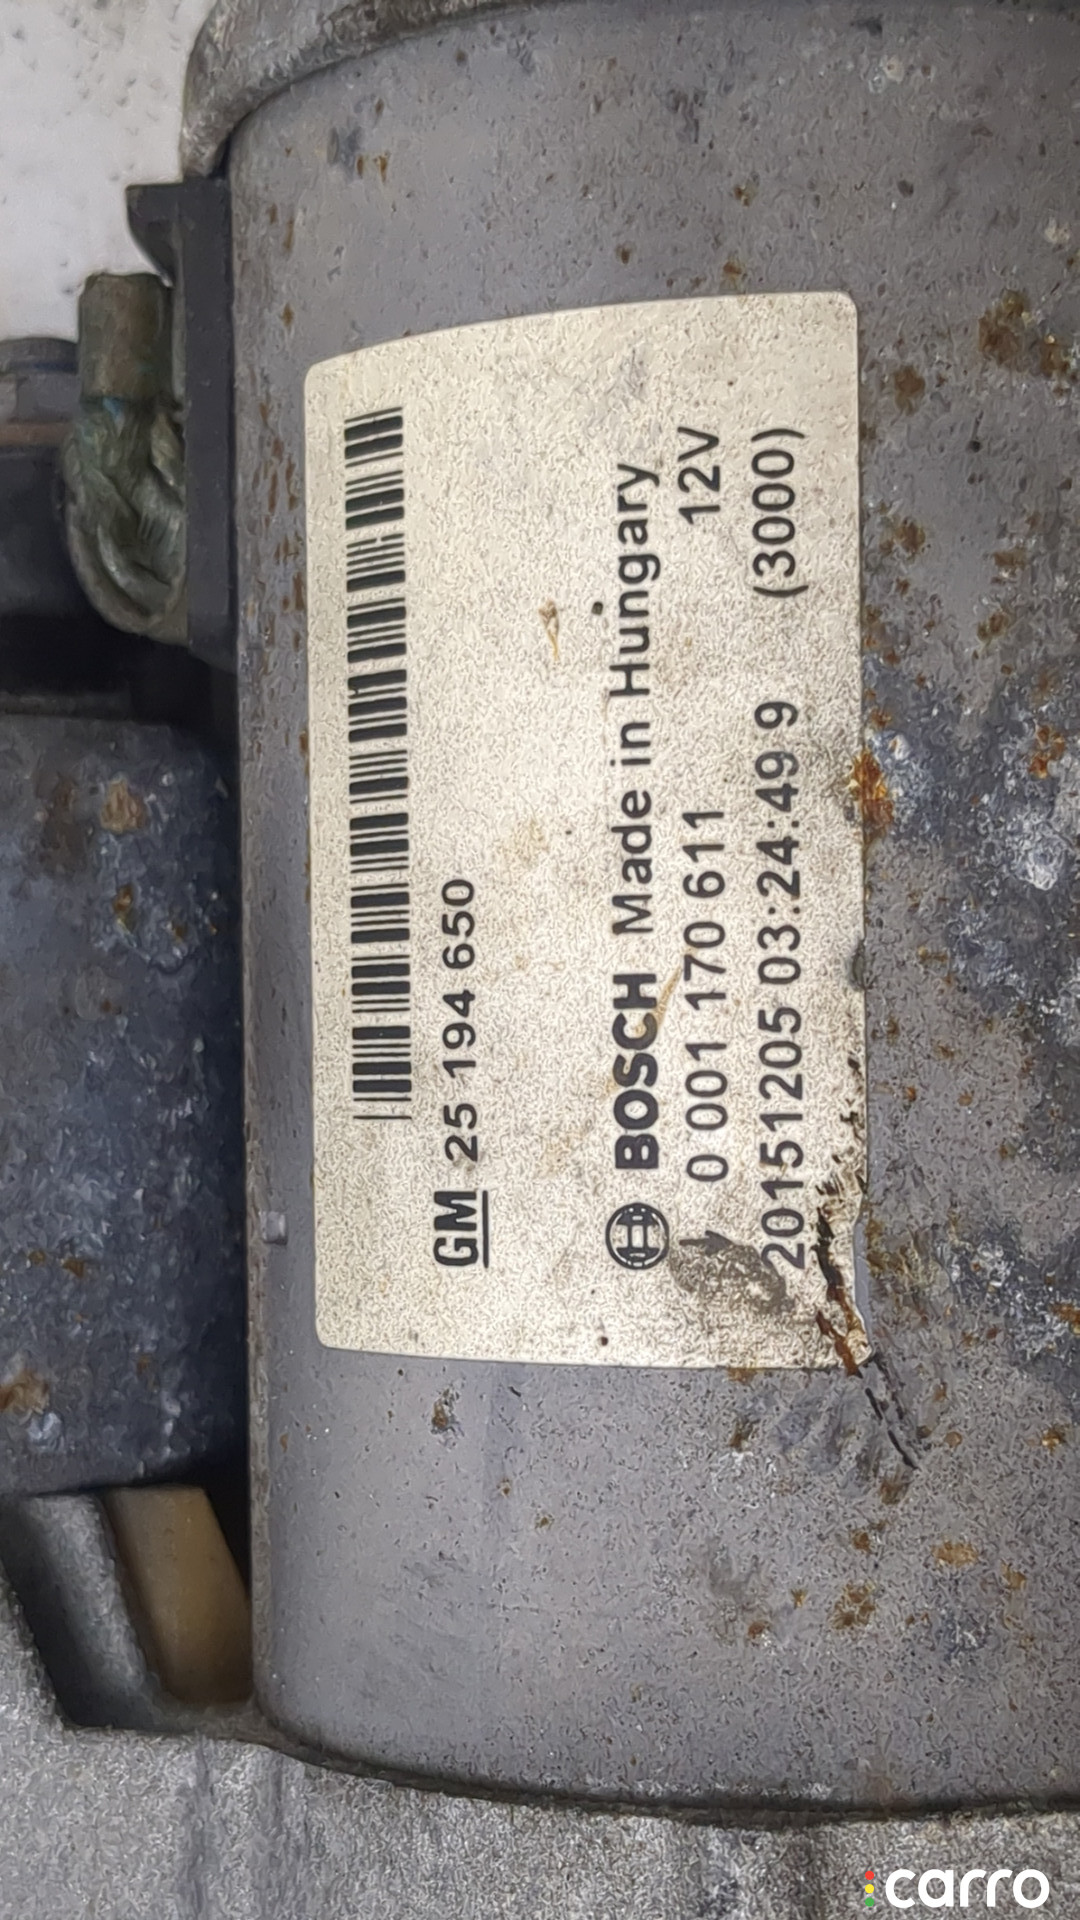 GM 25 194 650
BOSCH Made in Hungary
0 001 170 611 12V
20151205 03:24:49 9 (3000)
carro